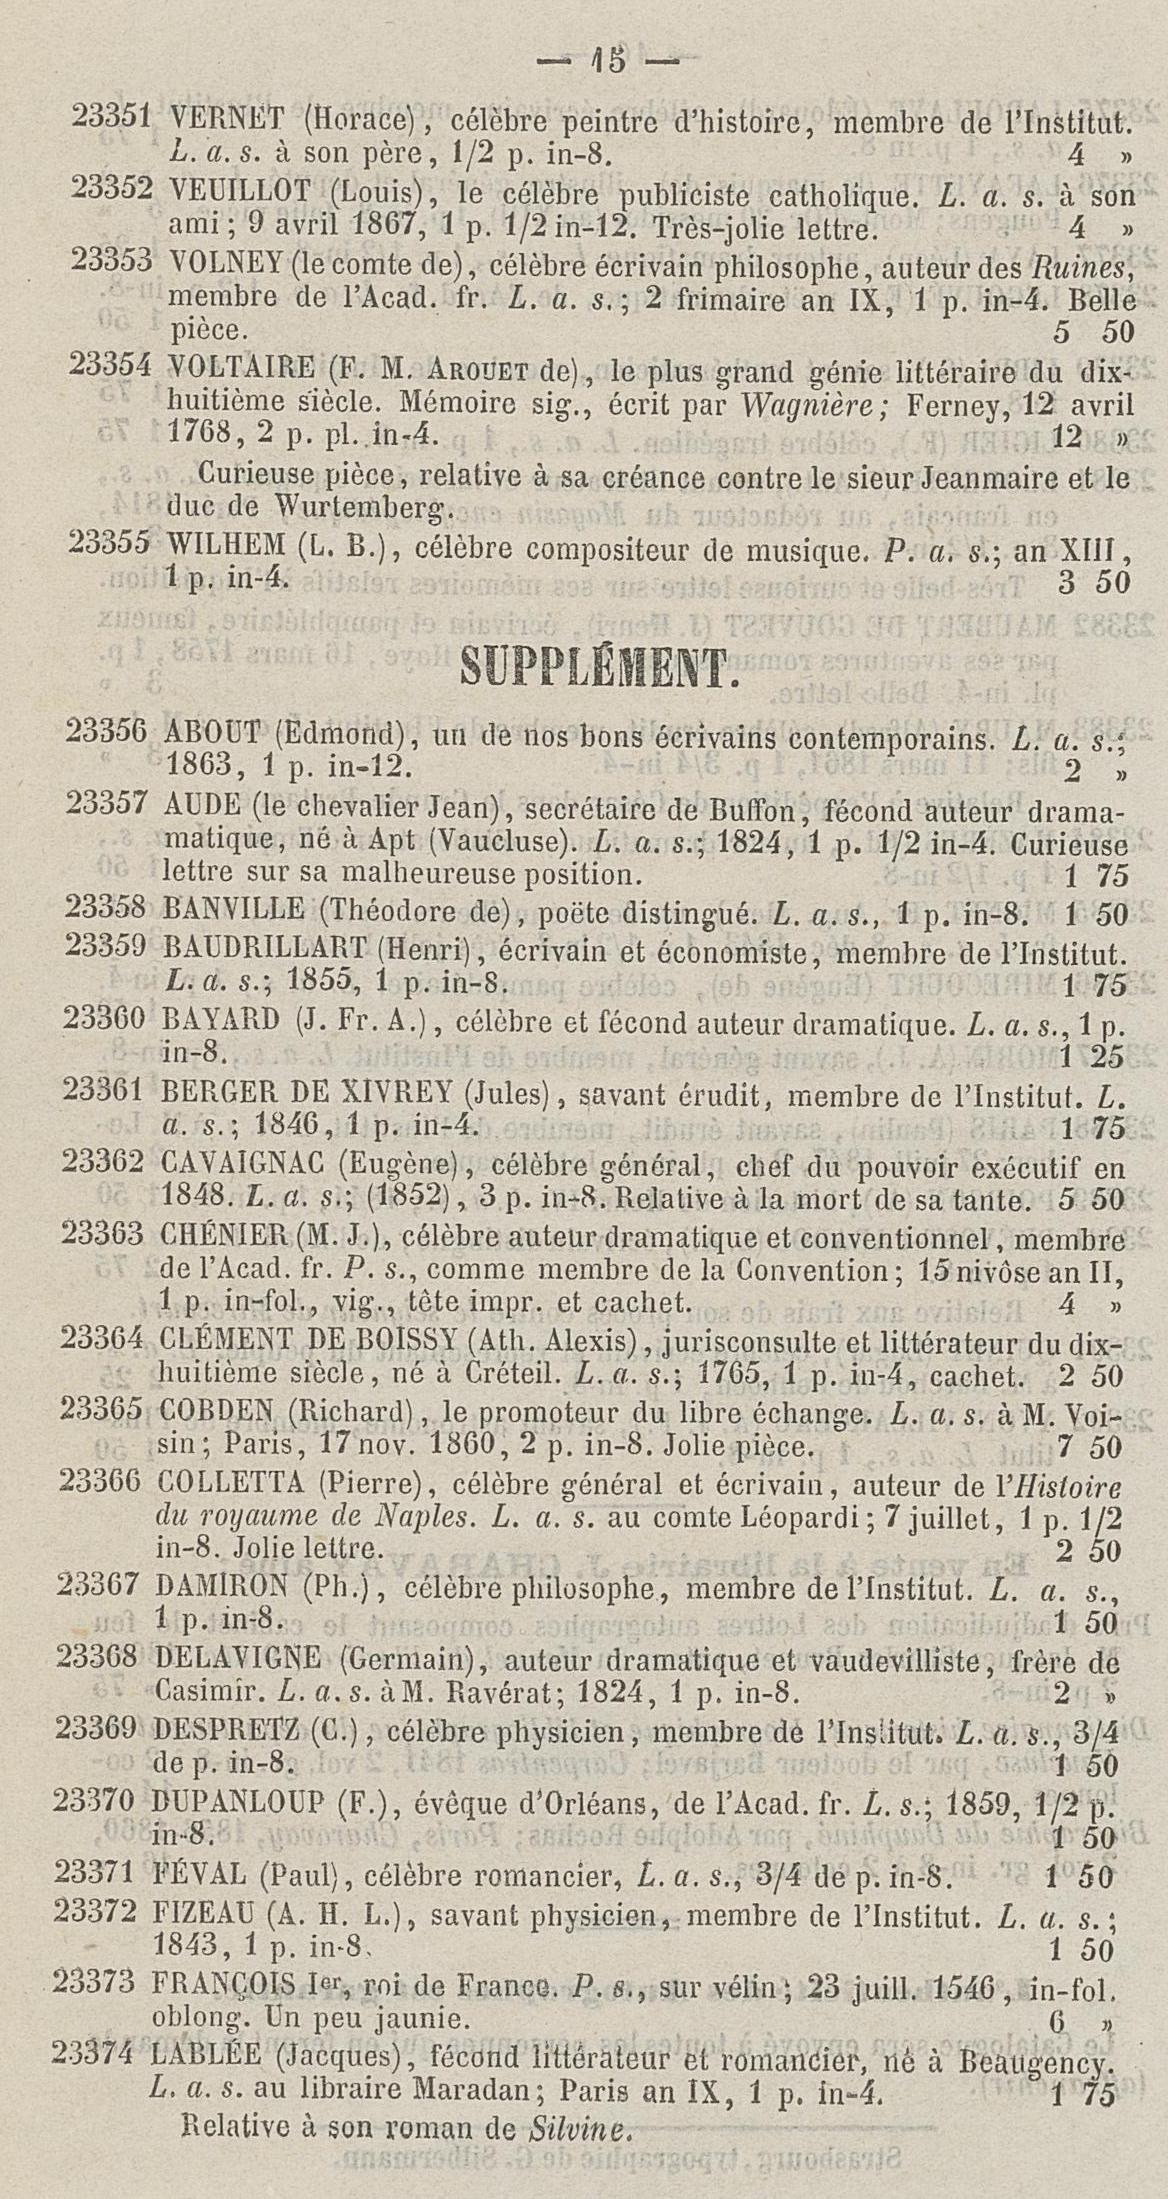 — 15 —
23351 VERNET (Horace), célèbre peintre d'histoire, membre de l'Institut.
L. a. s. à son père, 1/2 p. in-8. 4 »
23352 VEUILLOT (Louis), le célèbre publiciste catholique. L. a. s. à son
ami; 9 avril 1867, 1 p. 1/2 in-12. Très-jolie lettre. 4 »
23353 VOLNEY (le comte de), célèbre écrivain philosophe, auteur des Ruines,
membre de l'Acad. fr. L. a. s.; 2 frimaire an IX, 1 p. in-4. Belle
pièce. 5 50
23354 VOLTAIRE (F. M. AROUET de), le plus grand génie littéraire du dix-
huitième siècle. Mémoire sig., écrit par Wagnière; Ferney, 12 avril
1768, 2 p. pl. in-4. 12 »
Curieuse pièce, relative à sa créance contre le sieur Jeanmaire et le
duc de Wurtemberg.
23355 WILHEM (L. B.), célèbre compositeur de musique. P. a. s.; an XIII,
1 p. in-4. 3 50
SUPPLÉMENT.
23356 ABOUT (Edmond), un de nos bons écrivains contemporains. L. a. s.;
1863, 1 p. in-12. 2 »
23357 AUDE (le chevalier Jean), secrétaire de Buffon, fécond auteur drama-
matique, né à Apt (Vaucluse). L. a. s.; 1824, 1 p. 1/2 in-4. Curieuse
lettre sur sa malheureuse position. 1 75
23358 BANVILLE (Théodore de), poëte distingué. L. a. s., 1 p. in-8. 1 50
23359 BAUDRILLART (Henri), écrivain et économiste, membre de l'Institut.
L. a. s.; 1855, 1 p. in-8. 1 75
23360 BAYARD (J. Fr. A.), célèbre et fécond auteur dramatique. L. a. s., 1 p.
in-8. 1 25
23361 BERGER DE XIVREY (Jules), savant érudit, membre de l'Institut. L.
a. s.; 1846, 1 p. in-4. 1 75
23362 CAVAIGNAC (Eugène), célèbre général, chef du pouvoir exécutif en
1848. L. a. s.; (1852), 3 p. in-8. Relative à la mort de sa tante. 5 50
23363 CHÉNIER (M. J.), célèbre auteur dramatique et conventionnel, membre
de l'Acad. fr. P. s., comme membre de la Convention; 15 nivôse an II,
1 p. in-fol., vig., tête impr. et cachet. 4 »
23364 CLÉMENT DE BOISSY (Ath. Alexis), jurisconsulte et littérateur du dix-
huitième siècle, né à Créteil. L. a. s.; 1765, 1 p. in-4, cachet. 2 50
23365 COBDEN (Richard), le promoteur du libre échange. L. a. s. à M. Voi-
sin; Paris, 17 nov. 1860, 2 p. in-8. Jolie pièce. 7 50
23366 COLLETTA (Pierre), célèbre général et écrivain, auteur de l'Histoire
du royaume de Naples. L. a. s. au comte Léopardi; 7 juillet, 1 p. 1/2
in-8. Jolie lettre. 2 50
23367 DAMIRON (Ph.), célèbre philosophe, membre de l'Institut. L. a. s.,
1 p. in-8. 1 50
23368 DELAVIGNE (Germain), auteur dramatique et vaudevilliste, frère de
Casimir. L. a. s. à M. Ravérat; 1824, 1 p. in-8. 2 »
23369 DESPRETZ (C.), célèbre physicien, membre de l'Institut. L. a. s., 3/4
de p. in-8. 1 50
23370 DUPANLOUP (F.), évêque d'Orléans, de l'Acad. fr. L. s.; 1859, 1/2 p.
in-8. 1 50
23371 FÉVAL (Paul), célèbre romancier, L. a. s., 3/4 de p. in-8. 1 50
23372 FIZEAU (A. H. L.), savant physicien, membre de l'Institut. L. a. s.;
1843, 1 p. in-8. 1 50
23373 FRANÇOIS Ier, roi de France. P. s., sur vélin; 23 juill. 1546, in-fol.
oblong. Un peu jaunie. 6 »
23374 LABLÉE (Jacques), fécond littérateur et romancier, né à Beaugency.
L. a. s. au libraire Maradan; Paris an IX, 1 p. in-4. 1 75
Relative à son roman de Silvine.